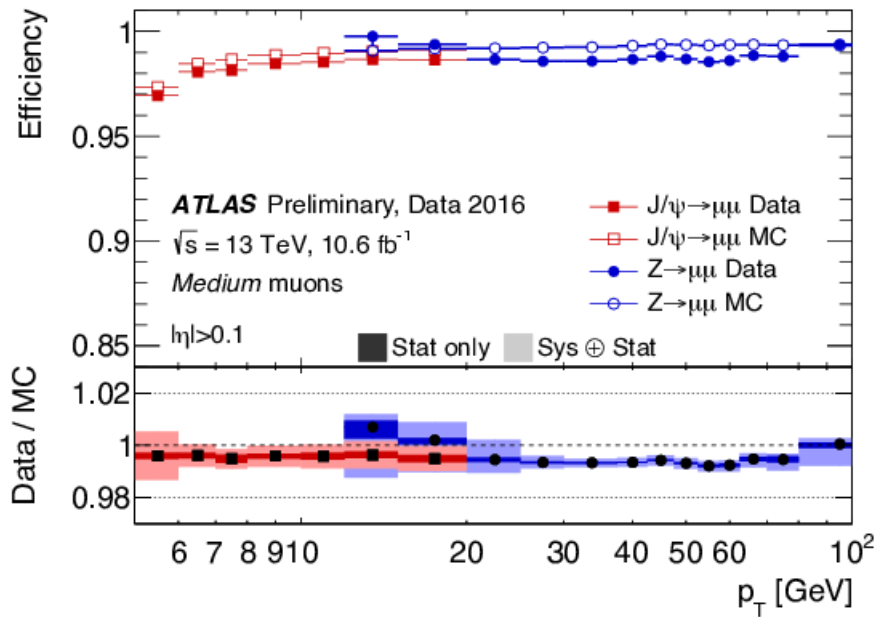 Efficiency
1
0.95
0.9
0.85
ATLAS Preliminary, Data 2016
√s = 13 TeV, 10.6 fb⁻¹
Medium muons
|η|>0.1
J/ψ→μμ Data
J/ψ→μμ MC
Z→μμ Data
Z→μμ MC
Stat only
Sys ⊕ Stat
Data / MC
1.02
1
0.98
6 7 8 9 10 20 30 40 50 60 10²
p_T [GeV]